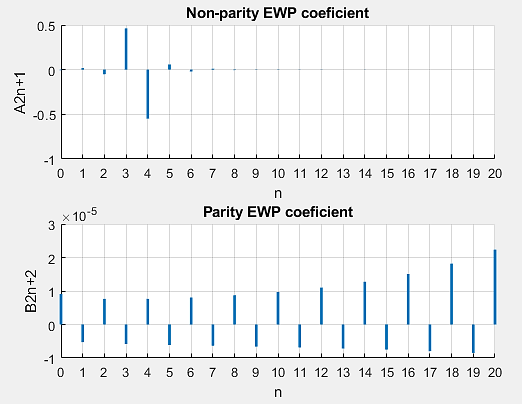 Non-parity EWP coeficient
0.5
0
-0.5
-1
A2n+1
0 1 2 3 4 5 6 7 8 9 10 11 12 13 14 15 16 17 18 19 20
n
Parity EWP coeficient
×10-5
3
2
1
0
-1
B2n+2
0 1 2 3 4 5 6 7 8 9 10 11 12 13 14 15 16 17 18 19 20
n